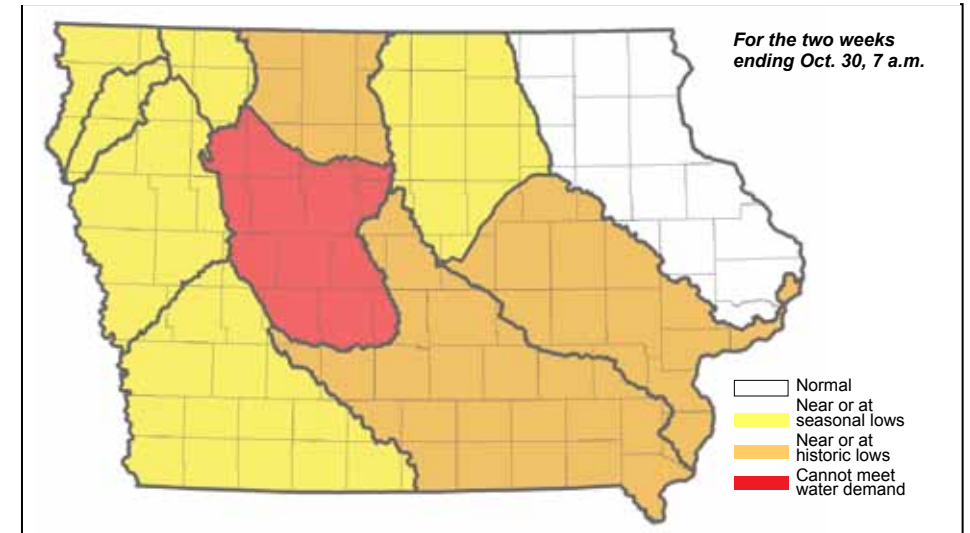 For the two weeks
ending Oct. 30, 7 a.m.
Normal
Near or at
seasonal lows
Near or at
historic lows
Cannot meet
water demand